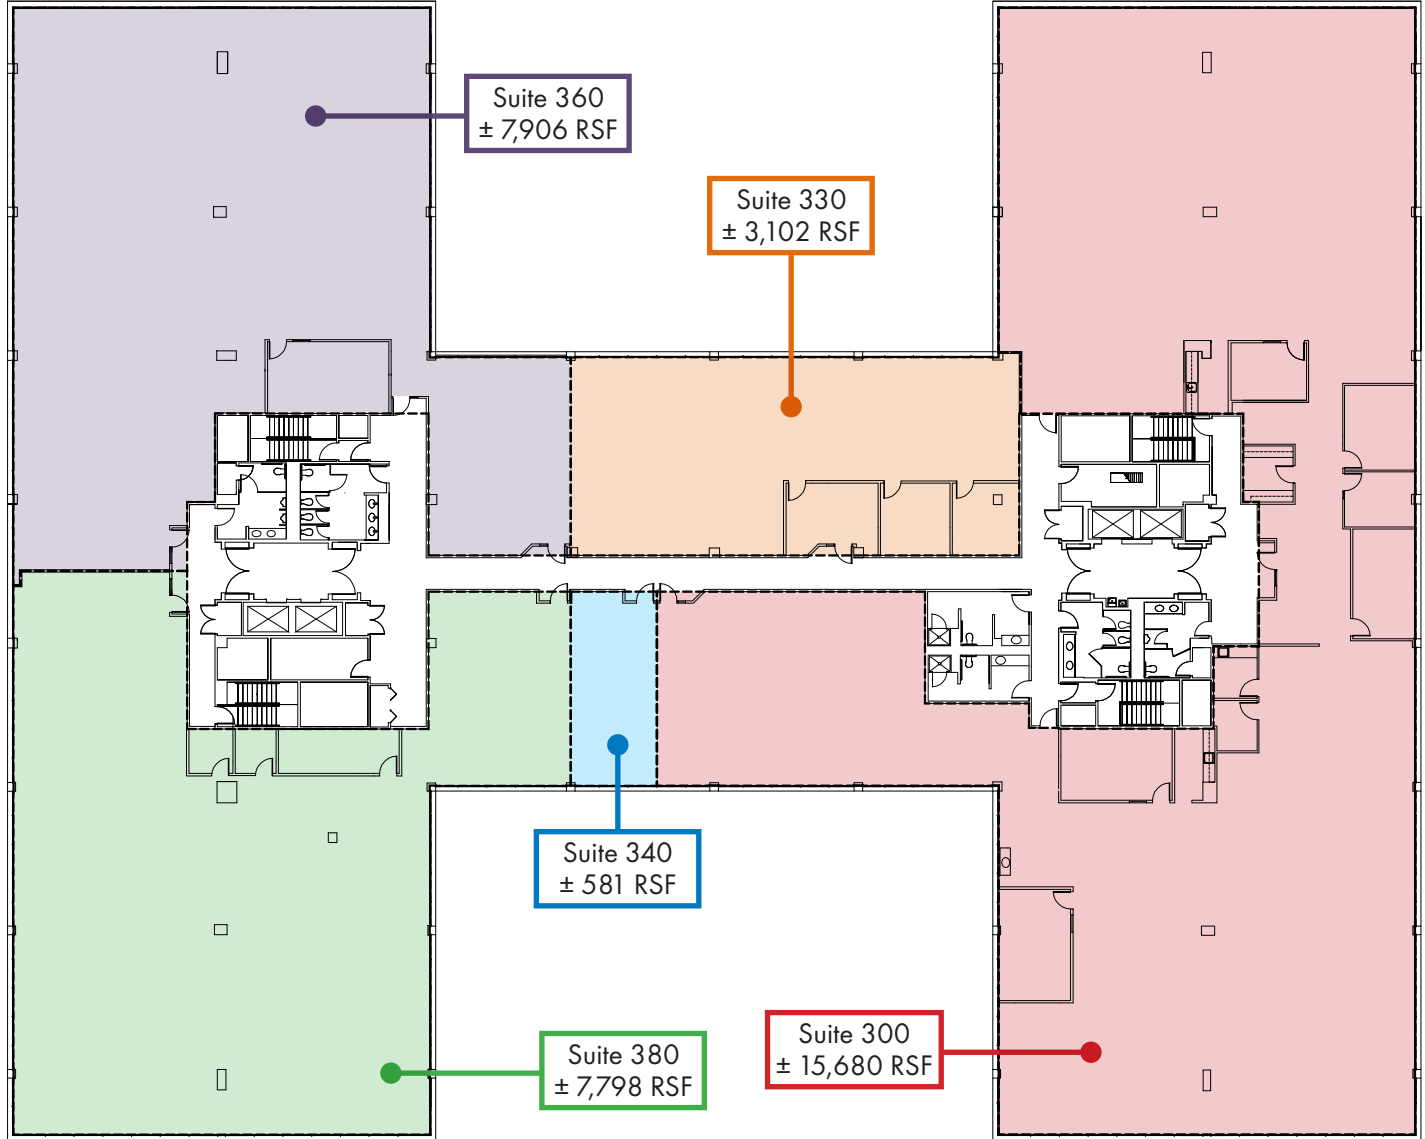 Suite 360
± 7,906 RSF
Suite 330
± 3,102 RSF
Suite 340
± 581 RSF
Suite 380
± 7,798 RSF
Suite 300
± 15,680 RSF